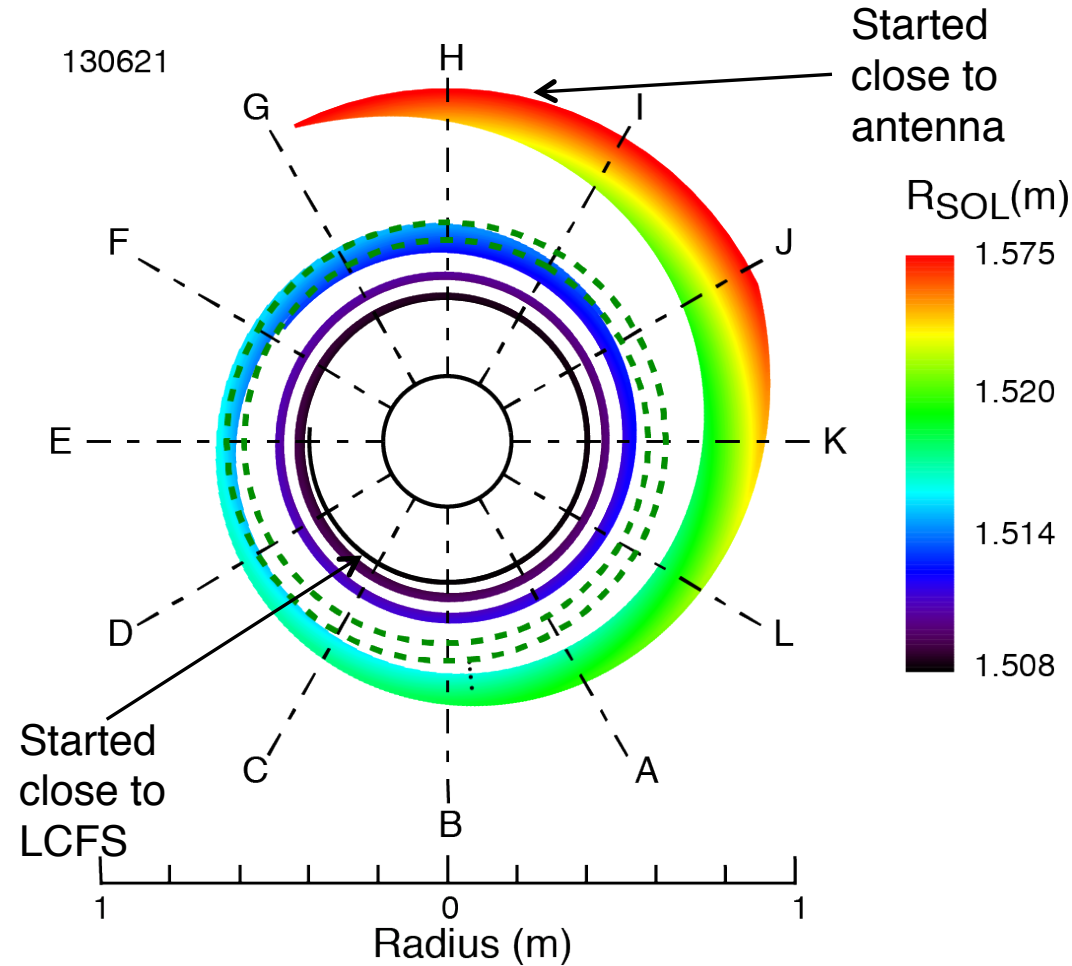 130621
Started
close to
antenna
H
G
I
F
J
E
K
D
L
C
A
B
R_SOL(m)
1.575
1.520
1.514
1.508
Started
close to
LCFS
1 0 1
Radius (m)